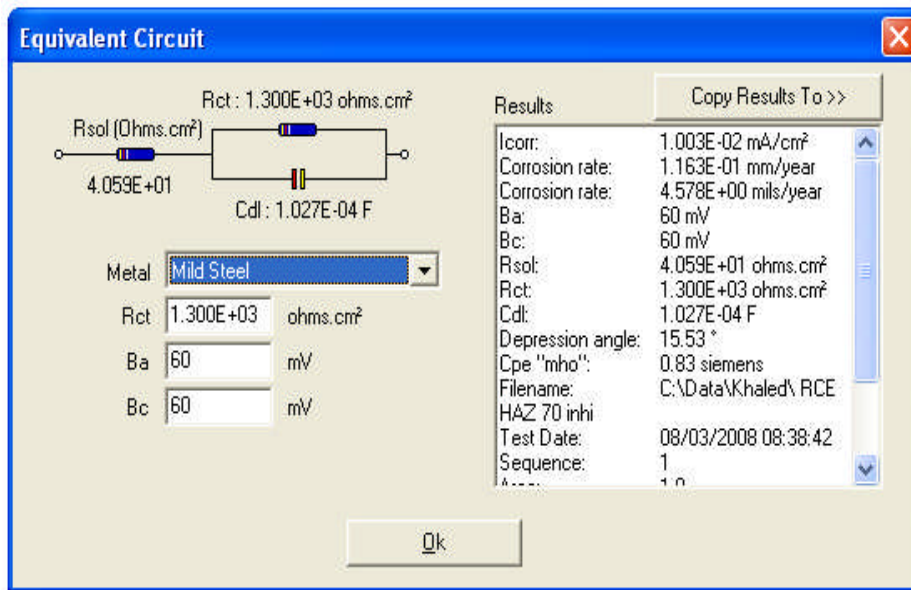 Equivalent Circuit
Rct : 1.300E+03 ohms.cm²
Rsol (Ohms.cm²)
4.059E+01
Cdl : 1.027E-04 F
Metal Mild Steel
Rct 1.300E+03 ohms.cm²
Ba 60 mV
Bc 60 mV
Results
Copy Results To >>
Icorr: 1.003E-02 mA/cm²
Corrosion rate: 1.163E-01 mm/year
Corrosion rate: 4.578E+00 mils/year
Ba: 60 mV
Bc: 60 mV
Rsol: 4.059E+01 ohms.cm²
Rct: 1.300E+03 ohms.cm²
Cdl: 1.027E-04 F
Depression angle: 15.53 °
Cpe "mho": 0.83 siemens
Filename: C:\Data\Khaled\ RCE
HAZ 70 inhi
Test Date: 08/03/2008 08:38:42
Sequence: 1
Ok